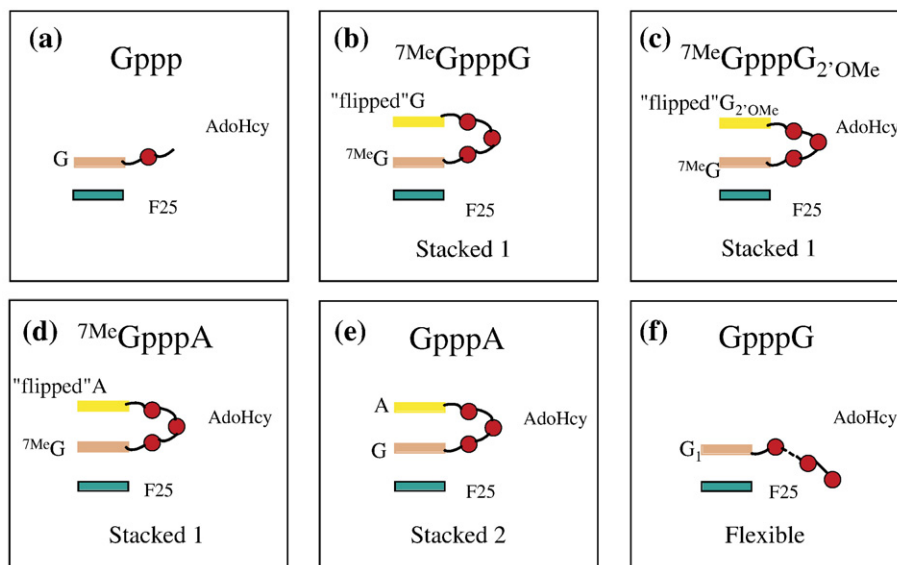 (a)
Gppp
AdoHcy
G
F25
(b)
⁷ᴹᵉGpppG
"flipped"G
⁷ᴹᵉG
F25
Stacked 1
(c)
⁷ᴹᵉGpppG₂'OMe
"flipped"G₂'OMe
AdoHcy
⁷ᴹᵉG
F25
Stacked 1
(d)
⁷ᴹᵉGpppA
"flipped"A
AdoHcy
⁷ᴹᵉG
F25
Stacked 1
(e)
GpppA
A
AdoHcy
G
F25
Stacked 2
(f)
GpppG
AdoHcy
G₁
F25
Flexible